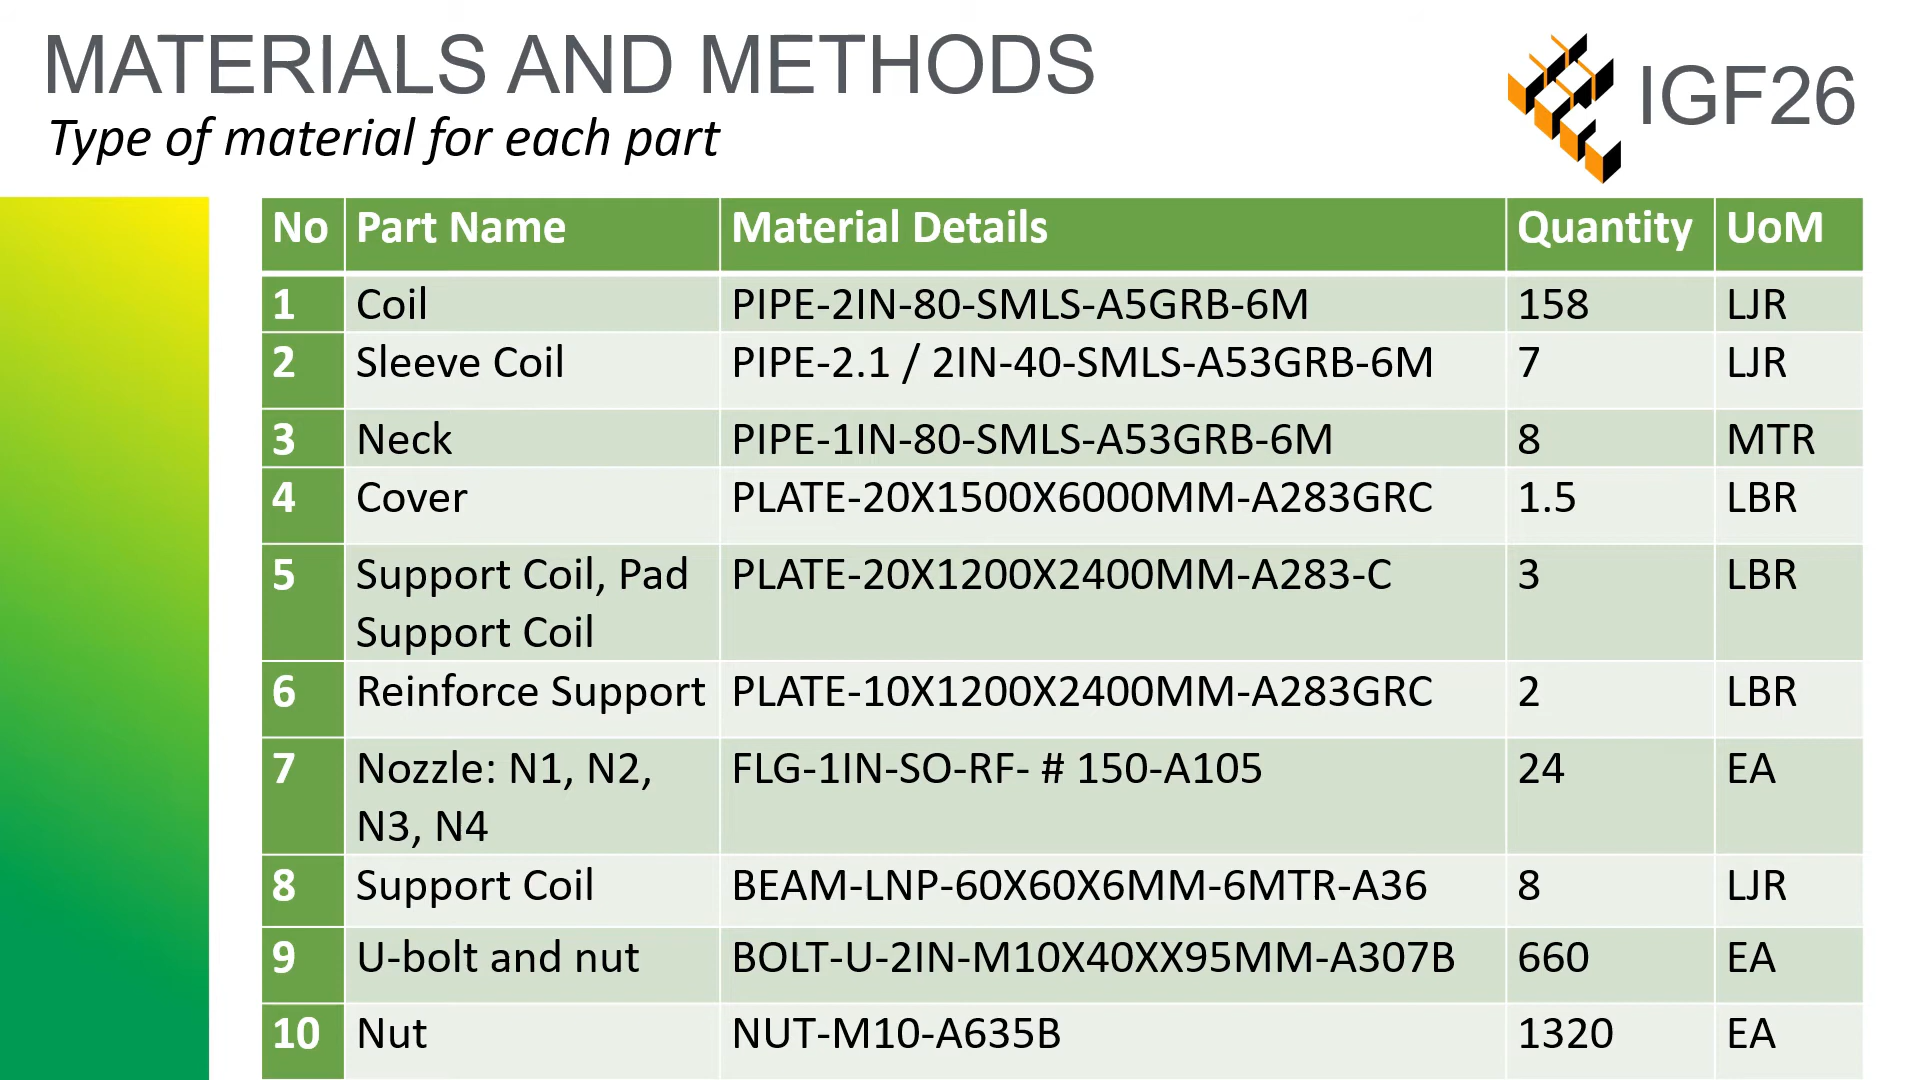 MATERIALS AND METHODS
Type of material for each part
IGF26
No Part Name Material Details Quantity UoM
1 Coil PIPE-2IN-80-SMLS-A5GRB-6M 158 LJR
2 Sleeve Coil PIPE-2.1 / 2IN-40-SMLS-A53GRB-6M 7 LJR
3 Neck PIPE-1IN-80-SMLS-A53GRB-6M 8 MTR
4 Cover PLATE-20X1500X6000MM-A283GRC 1.5 LBR
5 Support Coil, Pad PLATE-20X1200X2400MM-A283-C 3 LBR
Support Coil
6 Reinforce Support PLATE-10X1200X2400MM-A283GRC 2 LBR
7 Nozzle: N1, N2, FLG-1IN-SO-RF- # 150-A105 24 EA
N3, N4
8 Support Coil BEAM-LNP-60X60X6MM-6MTR-A36 8 LJR
9 U-bolt and nut BOLT-U-2IN-M10X40XX95MM-A307B 660 EA
10 Nut NUT-M10-A635B 1320 EA